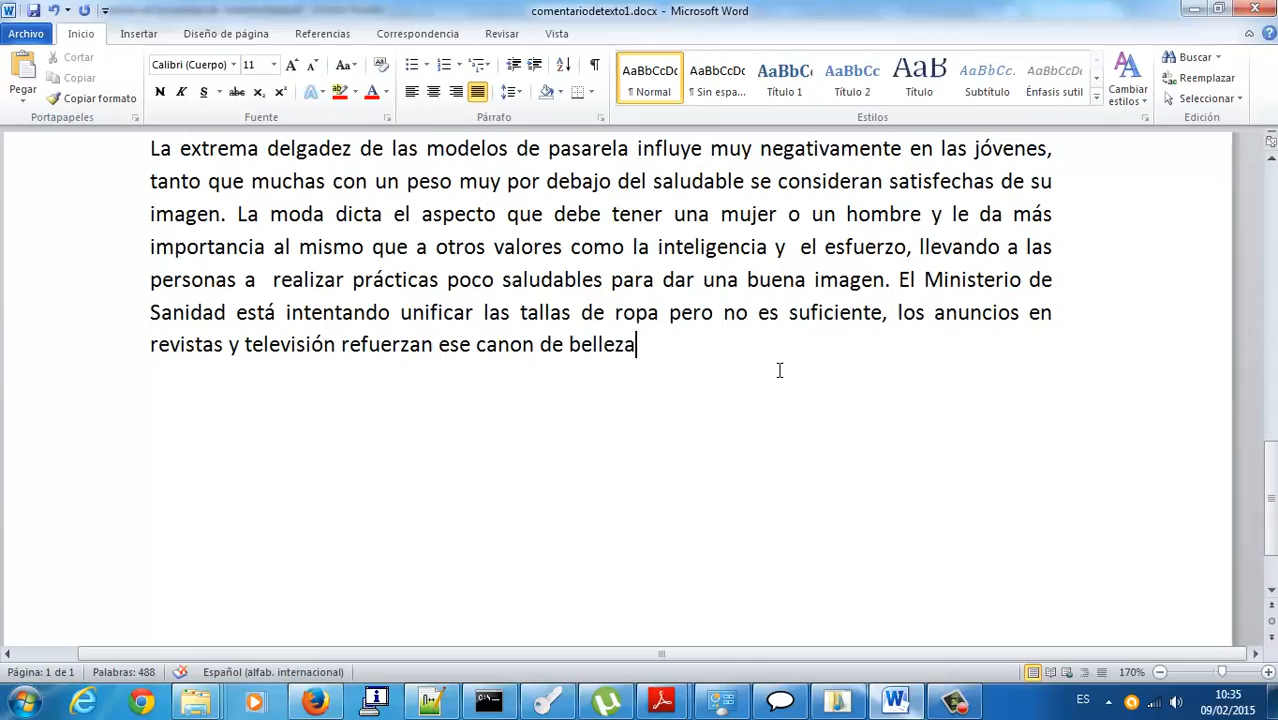 comentariodetexto1.docx - Microsoft Word
Archivo Inicio Insertar Diseño de página Referencias Correspondencia Revisar Vista
Pegar
Cortar
Copiar
Copiar formato
Portapapeles
Calibri (Cuerpo) 11
Fuente
Párrafo
AaBbCcDc ¶ Normal
AaBbCcDc ¶ Sin espa...
AaBbC Título 1
AaBbCc Título 2
AaB Título
AaBbCc. Subtítulo
AaBbCcDc Énfasis sutil
Cambiar estilos
Estilos
Buscar
Reemplazar
Seleccionar
Edición
La extrema delgadez de las modelos de pasarela influye muy negativamente en las jóvenes,
tanto que muchas con un peso muy por debajo del saludable se consideran satisfechas de su
imagen. La moda dicta el aspecto que debe tener una mujer o un hombre y le da más
importancia al mismo que a otros valores como la inteligencia y  el esfuerzo, llevando a las
personas a  realizar prácticas poco saludables para dar una buena imagen. El Ministerio de
Sanidad está intentando unificar las tallas de ropa pero no es suficiente, los anuncios en
revistas y televisión refuerzan ese canon de belleza
Página: 1 de 1 Palabras: 488 Español (alfab. internacional) 170%
ES 10:35
09/02/2015